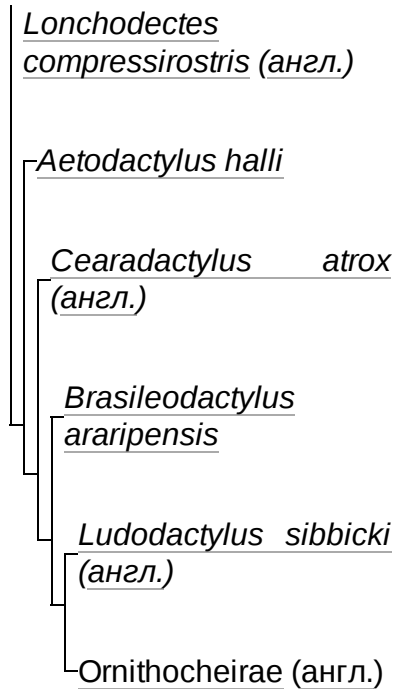 Lonchodectes
compressirostris (англ.)
Aetodactylus halli
Cearadactylus atrox
(англ.)
Brasileodactylus
araripensis
Ludodactylus sibbicki
(англ.)
Ornithocheirae (англ.)